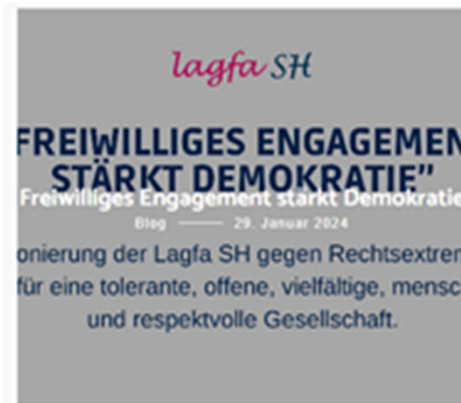 lagfa SH
FREIWILLIGES ENGAGEMEN
STÄRKT DEMOKRATIE”
Freiwilliges Engagement stärkt Demokratie
Blog 29. Januar 2024
onierung der Lagfa SH gegen Rechtsextrem
für eine tolerante, offene, vielfältige, mensc
und respektvolle Gesellschaft.